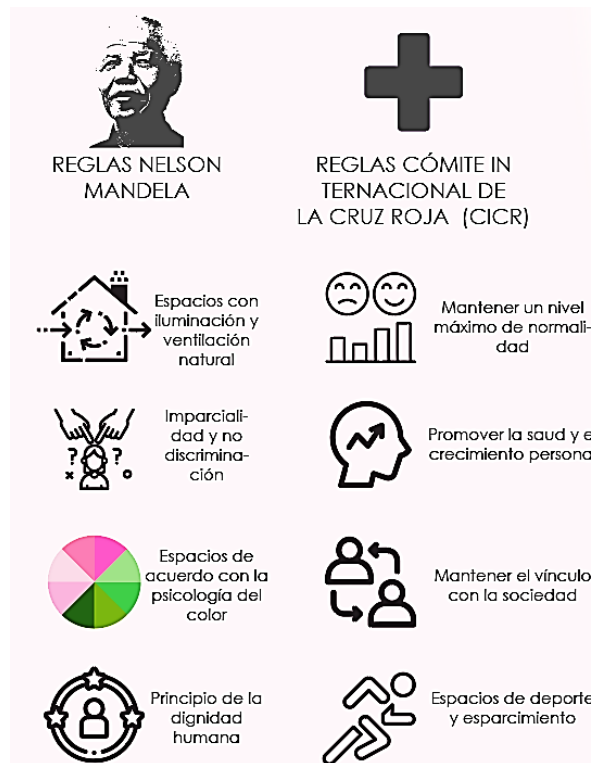 REGLAS NELSON
MANDELA
REGLAS CÓMITE IN
TERNACIONAL DE
LA CRUZ ROJA (CICR)
Espacios con
iluminación y
ventilación
natural
Mantener un nivel
máximo de normali-
dad
Imparciali-
dad y no
discrimina-
ción
Promover la saud y e
crecimiento persona
Espacios de
acuerdo con la
psicología del
color
Mantener el vínculo
con la sociedad
Principio de la
dignidad
humana
Espacios de deporte
y esparcimiento